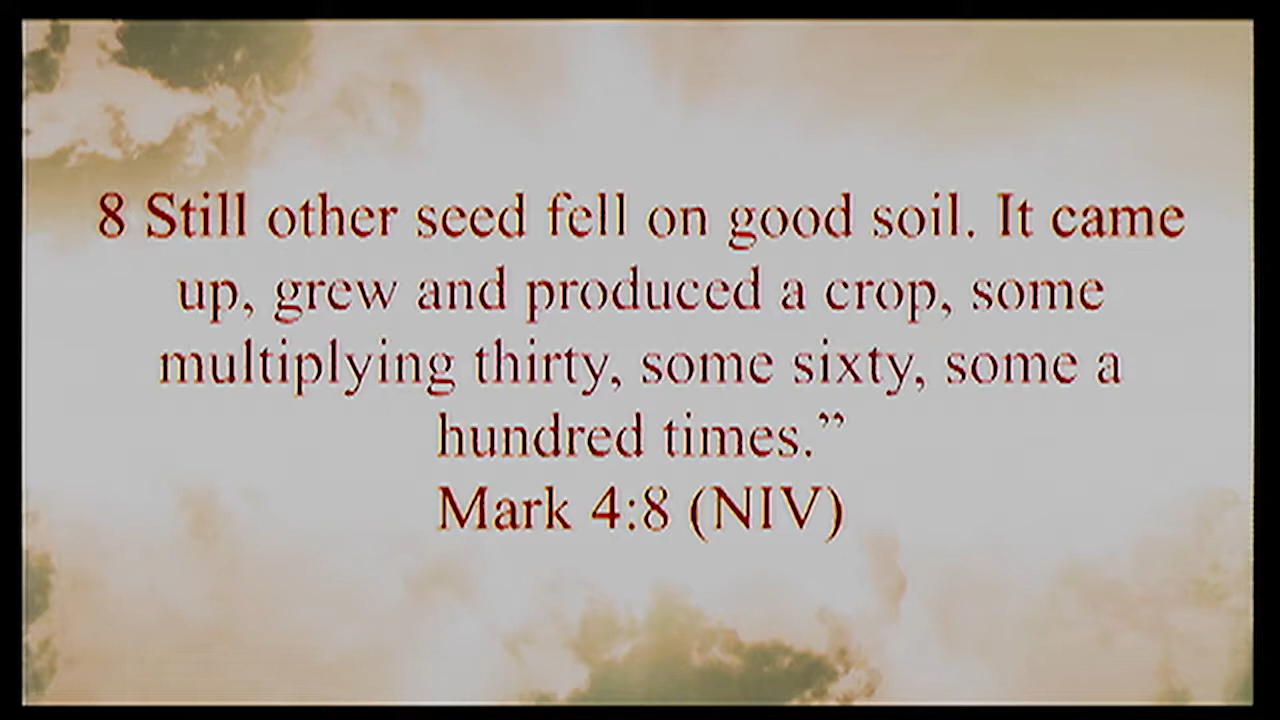 8 Still other seed fell on good soil. It came
up, grew and produced a crop, some
multiplying thirty, some sixty, some a
hundred times.”
Mark 4:8 (NIV)